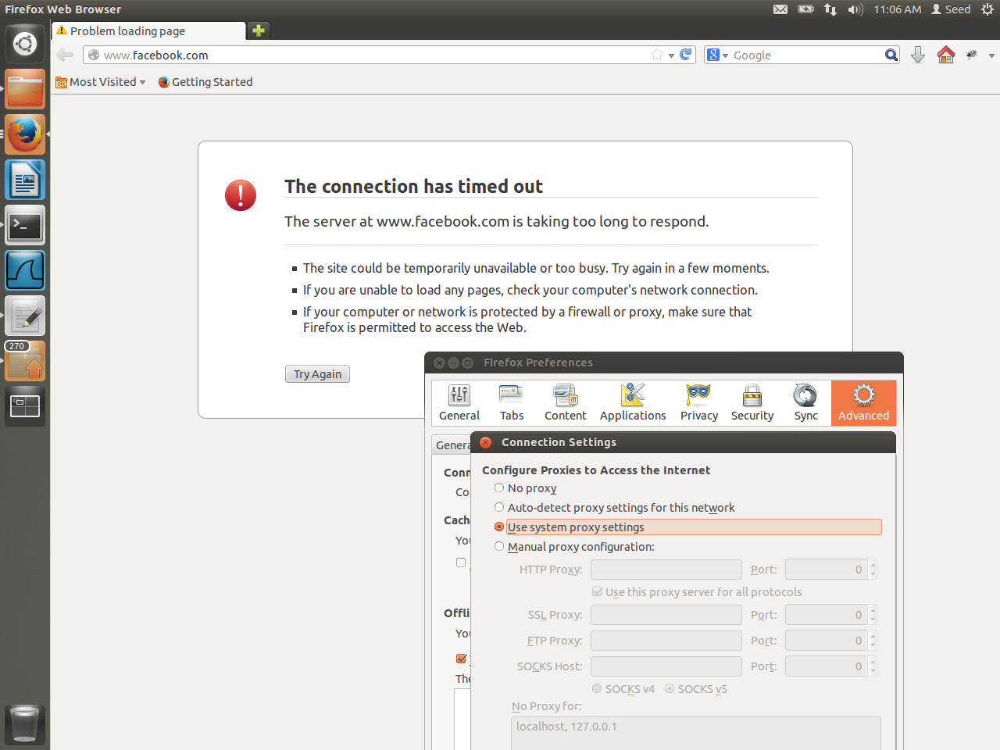 Firefox Web Browser
11:06 AM Seed
Problem loading page
www.facebook.com
Google
Most Visited
Getting Started
The connection has timed out
The server at www.facebook.com is taking too long to respond.
The site could be temporarily unavailable or too busy. Try again in a few moments.
If you are unable to load any pages, check your computer's network connection.
If your computer or network is protected by a firewall or proxy, make sure that
Firefox is permitted to access the Web.
Try Again
270
Firefox Preferences
General Tabs Content Applications Privacy Security Sync Advanced
Connection Settings
Configure Proxies to Access the Internet
No proxy
Auto-detect proxy settings for this network
Use system proxy settings
Manual proxy configuration:
HTTP Proxy: Port: 0
Use this proxy server for all protocols
SSL Proxy: Port: 0
FTP Proxy: Port: 0
SOCKS Host: Port: 0
SOCKS v4 SOCKS v5
No Proxy for:
localhost, 127.0.0.1